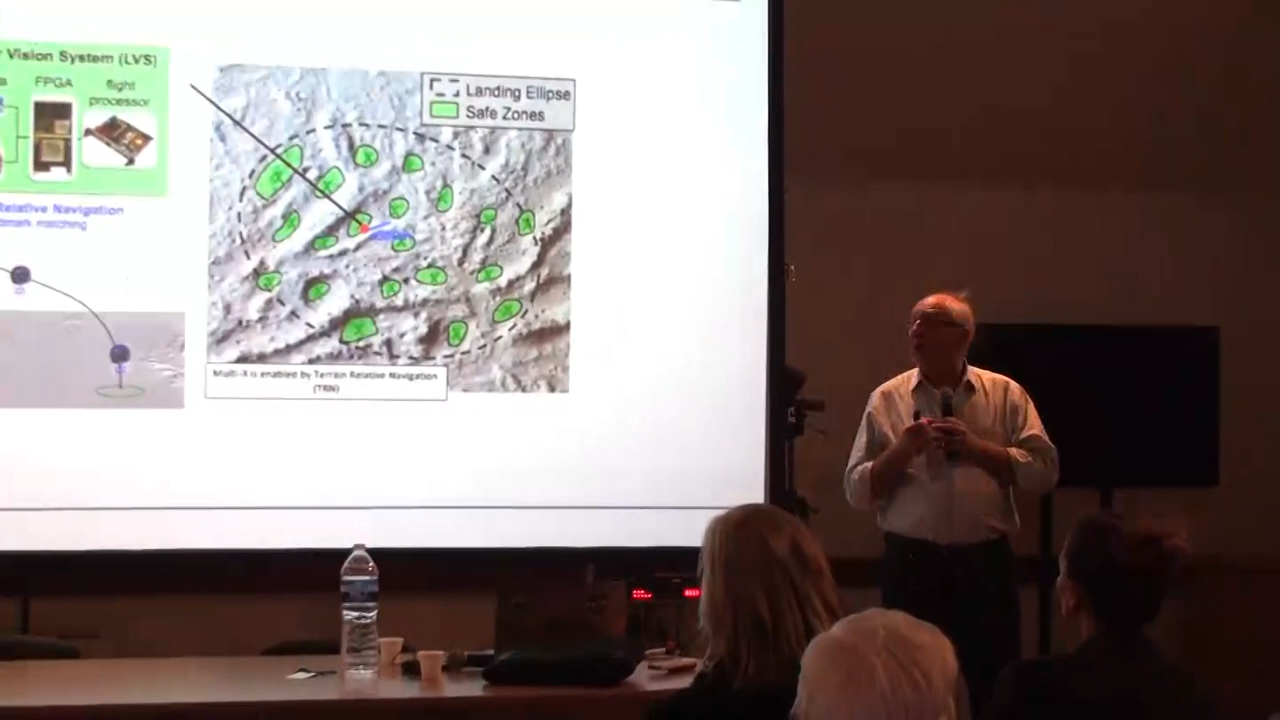 Vision System (LVS)
FPGA
flight
processor
Relative Navigation
matching
Landing Ellipse
Safe Zones
Multi-X is enabled by Terrain Relative Navigation
(TRN)